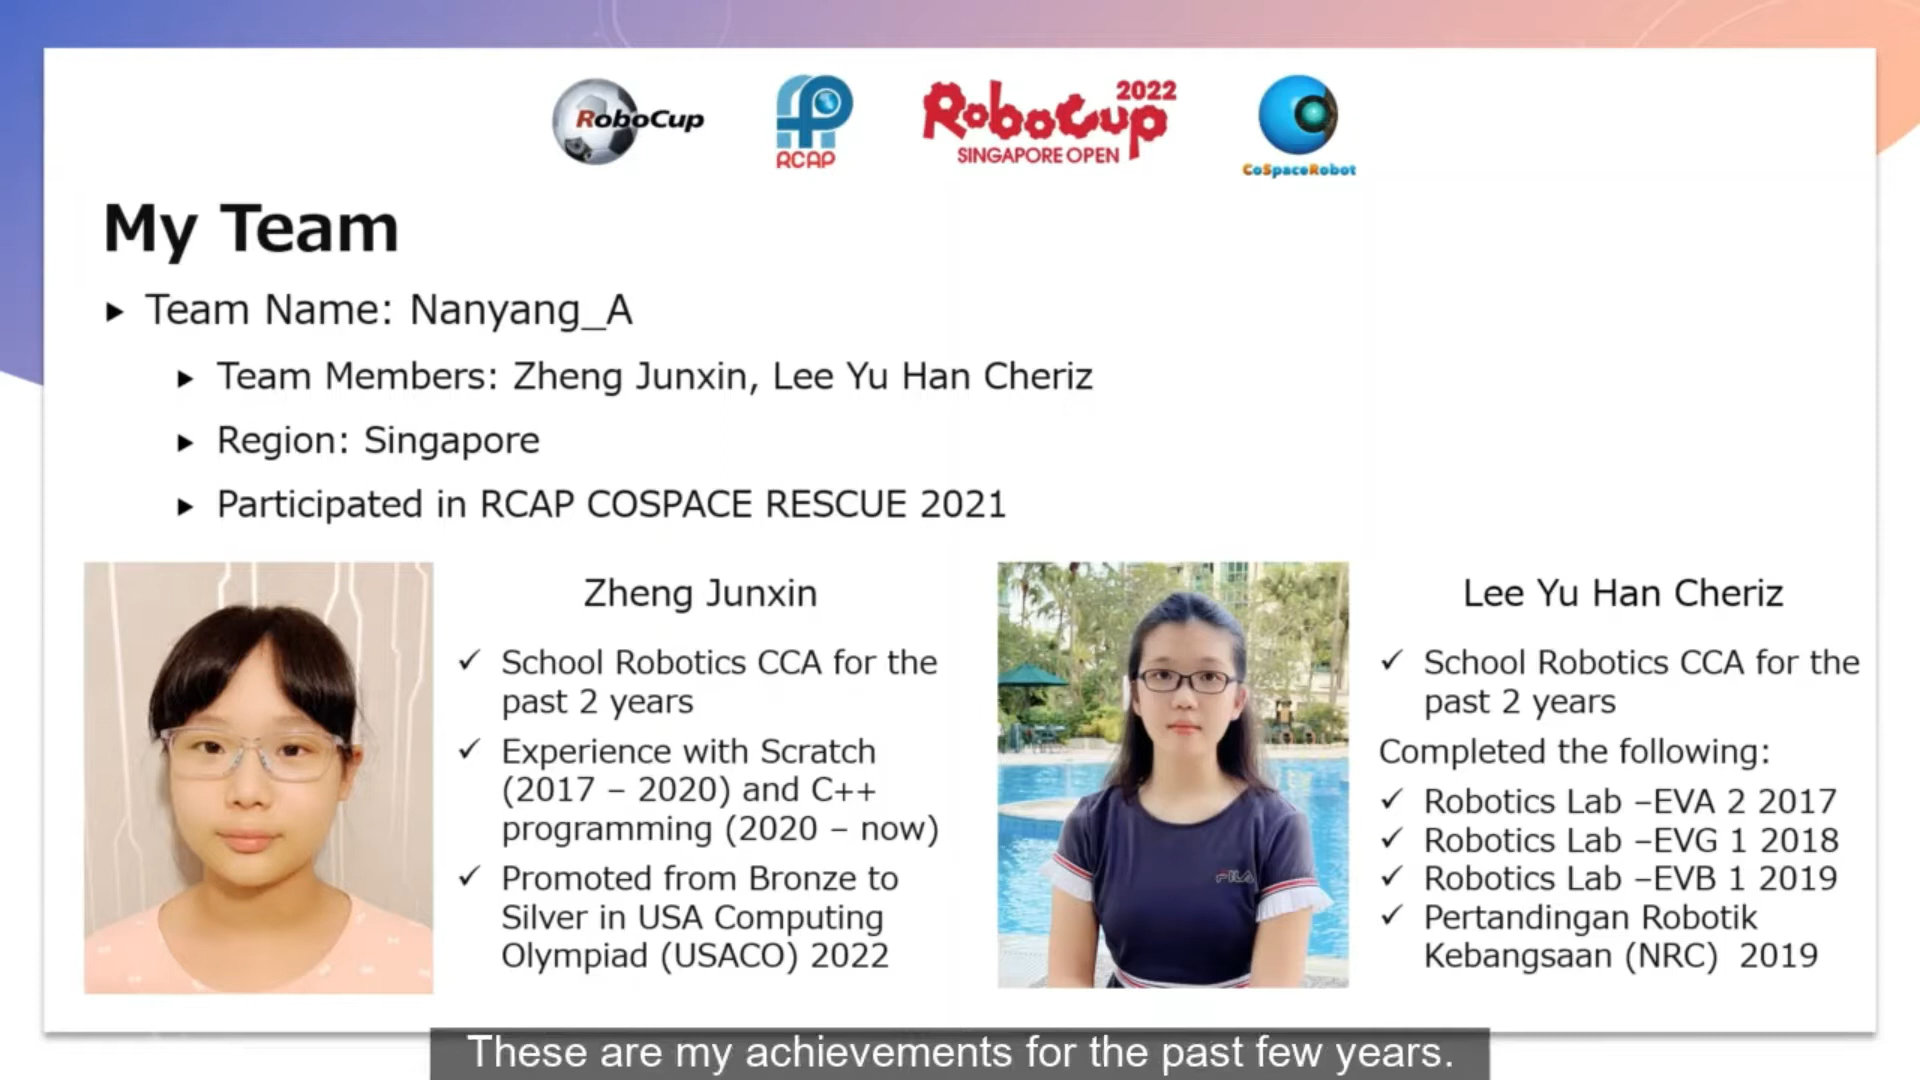 RoboCup
RCAP
RoboCup 2022
SINGAPORE OPEN
CoSpaceRobot
My Team
Team Name: Nanyang_A
Team Members: Zheng Junxin, Lee Yu Han Cheriz
Region: Singapore
Participated in RCAP COSPACE RESCUE 2021
Zheng Junxin
✓ School Robotics CCA for the
past 2 years
✓ Experience with Scratch
(2017 – 2020) and C++
programming (2020 – now)
✓ Promoted from Bronze to
Silver in USA Computing
Olympiad (USACO) 2022
FILA
Lee Yu Han Cheriz
✓ School Robotics CCA for the
past 2 years
Completed the following:
✓ Robotics Lab –EVA 2 2017
✓ Robotics Lab –EVG 1 2018
✓ Robotics Lab –EVB 1 2019
✓ Pertandingan Robotik
Kebangsaan (NRC) 2019
These are my achievements for the past few years.